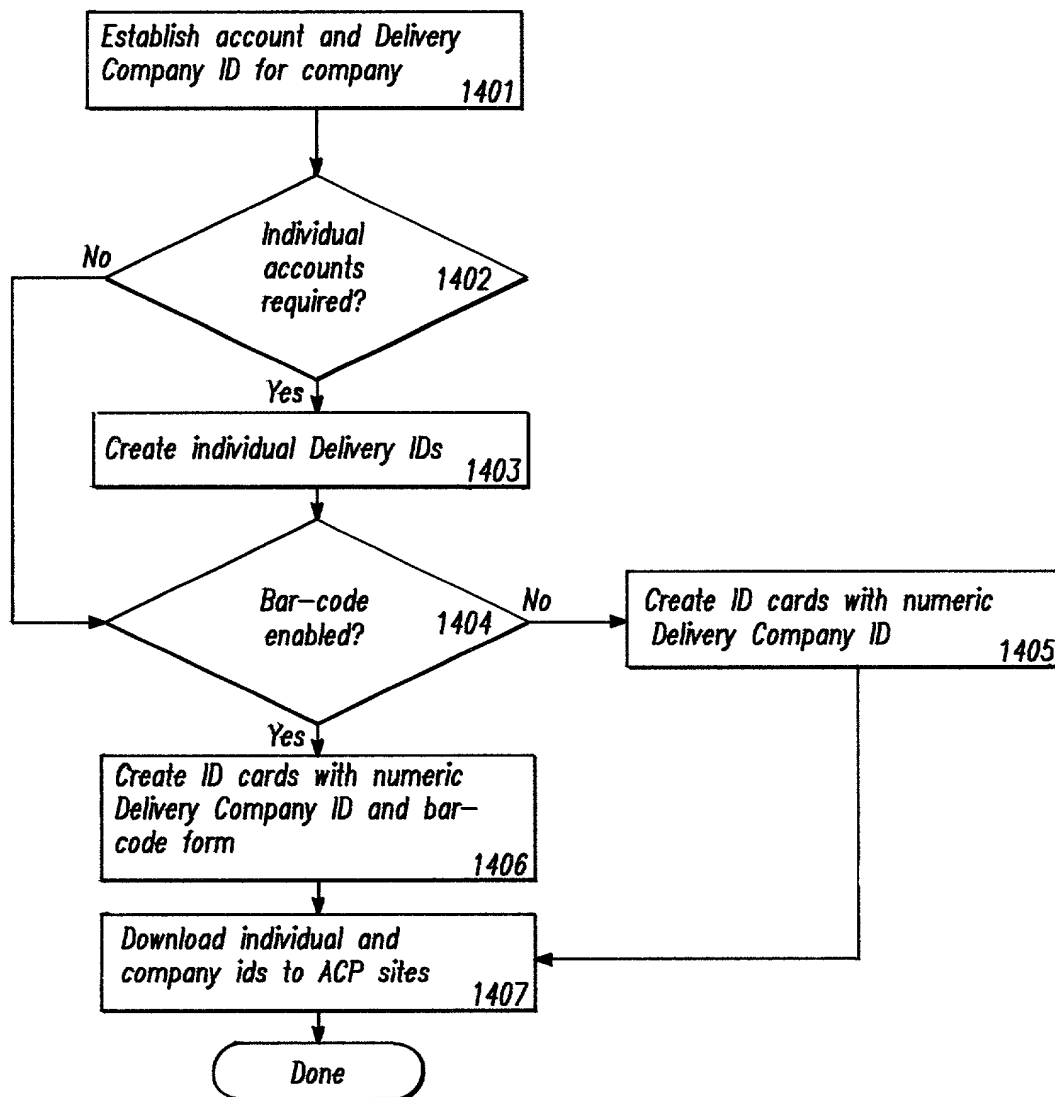 Establish account and Delivery
Company ID for company
1401
Individual
accounts
required?
1402
No
Yes
Create individual Delivery IDs
1403
Bar-code
enabled?
1404
No
Create ID cards with numeric
Delivery Company ID
1405
Yes
Create ID cards with numeric
Delivery Company ID and bar-
code form
1406
Download individual and
company ids to ACP sites
1407
Done